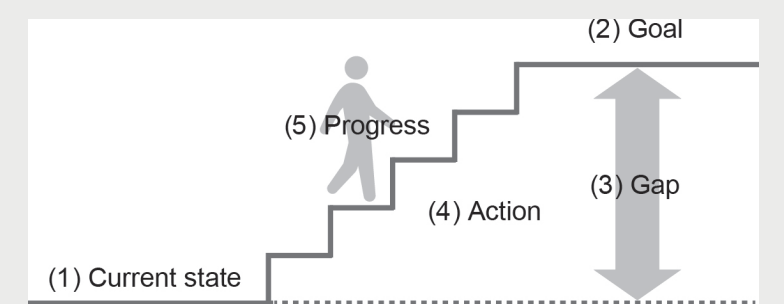 (2) Goal
(5) Progress
(3) Gap
(4) Action
(1) Current state